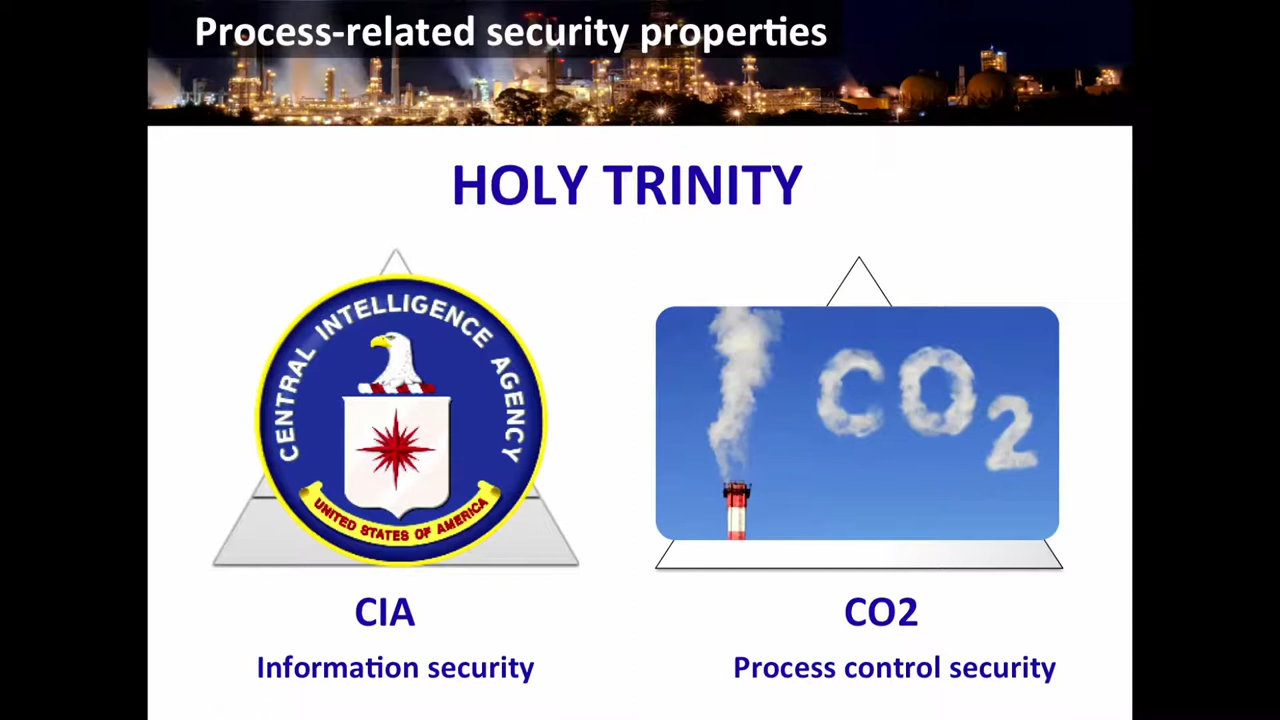 Process-related security properties
HOLY TRINITY
CENTRAL INTELLIGENCE AGENCY
UNITED STATES OF AMERICA
CO2
CIA
CO2
Information security
Process control security